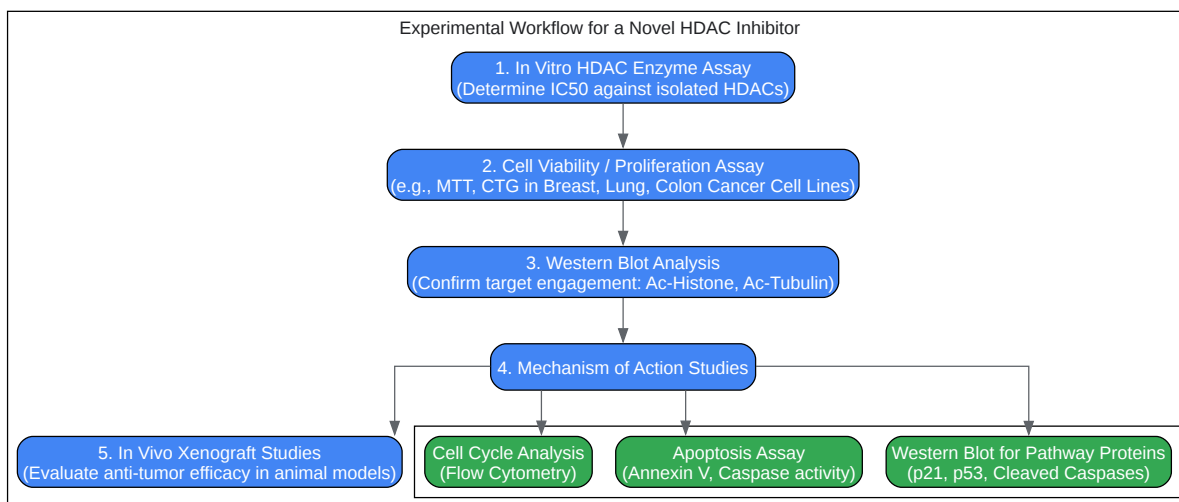 Experimental Workflow for a Novel HDAC Inhibitor
1. In Vitro HDAC Enzyme Assay
(Determine IC50 against isolated HDACs)
2. Cell Viability / Proliferation Assay
(e.g., MTT, CTG in Breast, Lung, Colon Cancer Cell Lines)
3. Western Blot Analysis
(Confirm target engagement: Ac-Histone, Ac-Tubulin)
4. Mechanism of Action Studies
5. In Vivo Xenograft Studies
(Evaluate anti-tumor efficacy in animal models)
Cell Cycle Analysis
(Flow Cytometry)
Apoptosis Assay
(Annexin V, Caspase activity)
Western Blot for Pathway Proteins
(p21, p53, Cleaved Caspases)